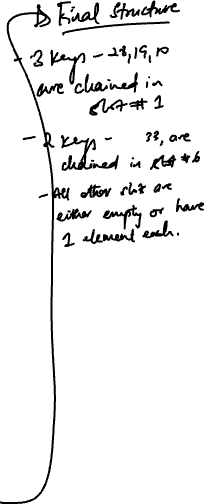 Final Structure
- 3 keys - 28, 19, 10
are chained in
slot # 1
- 2 keys - 33, are
chained in slot # 6
- All other slots are
either empty or have
1 element each.